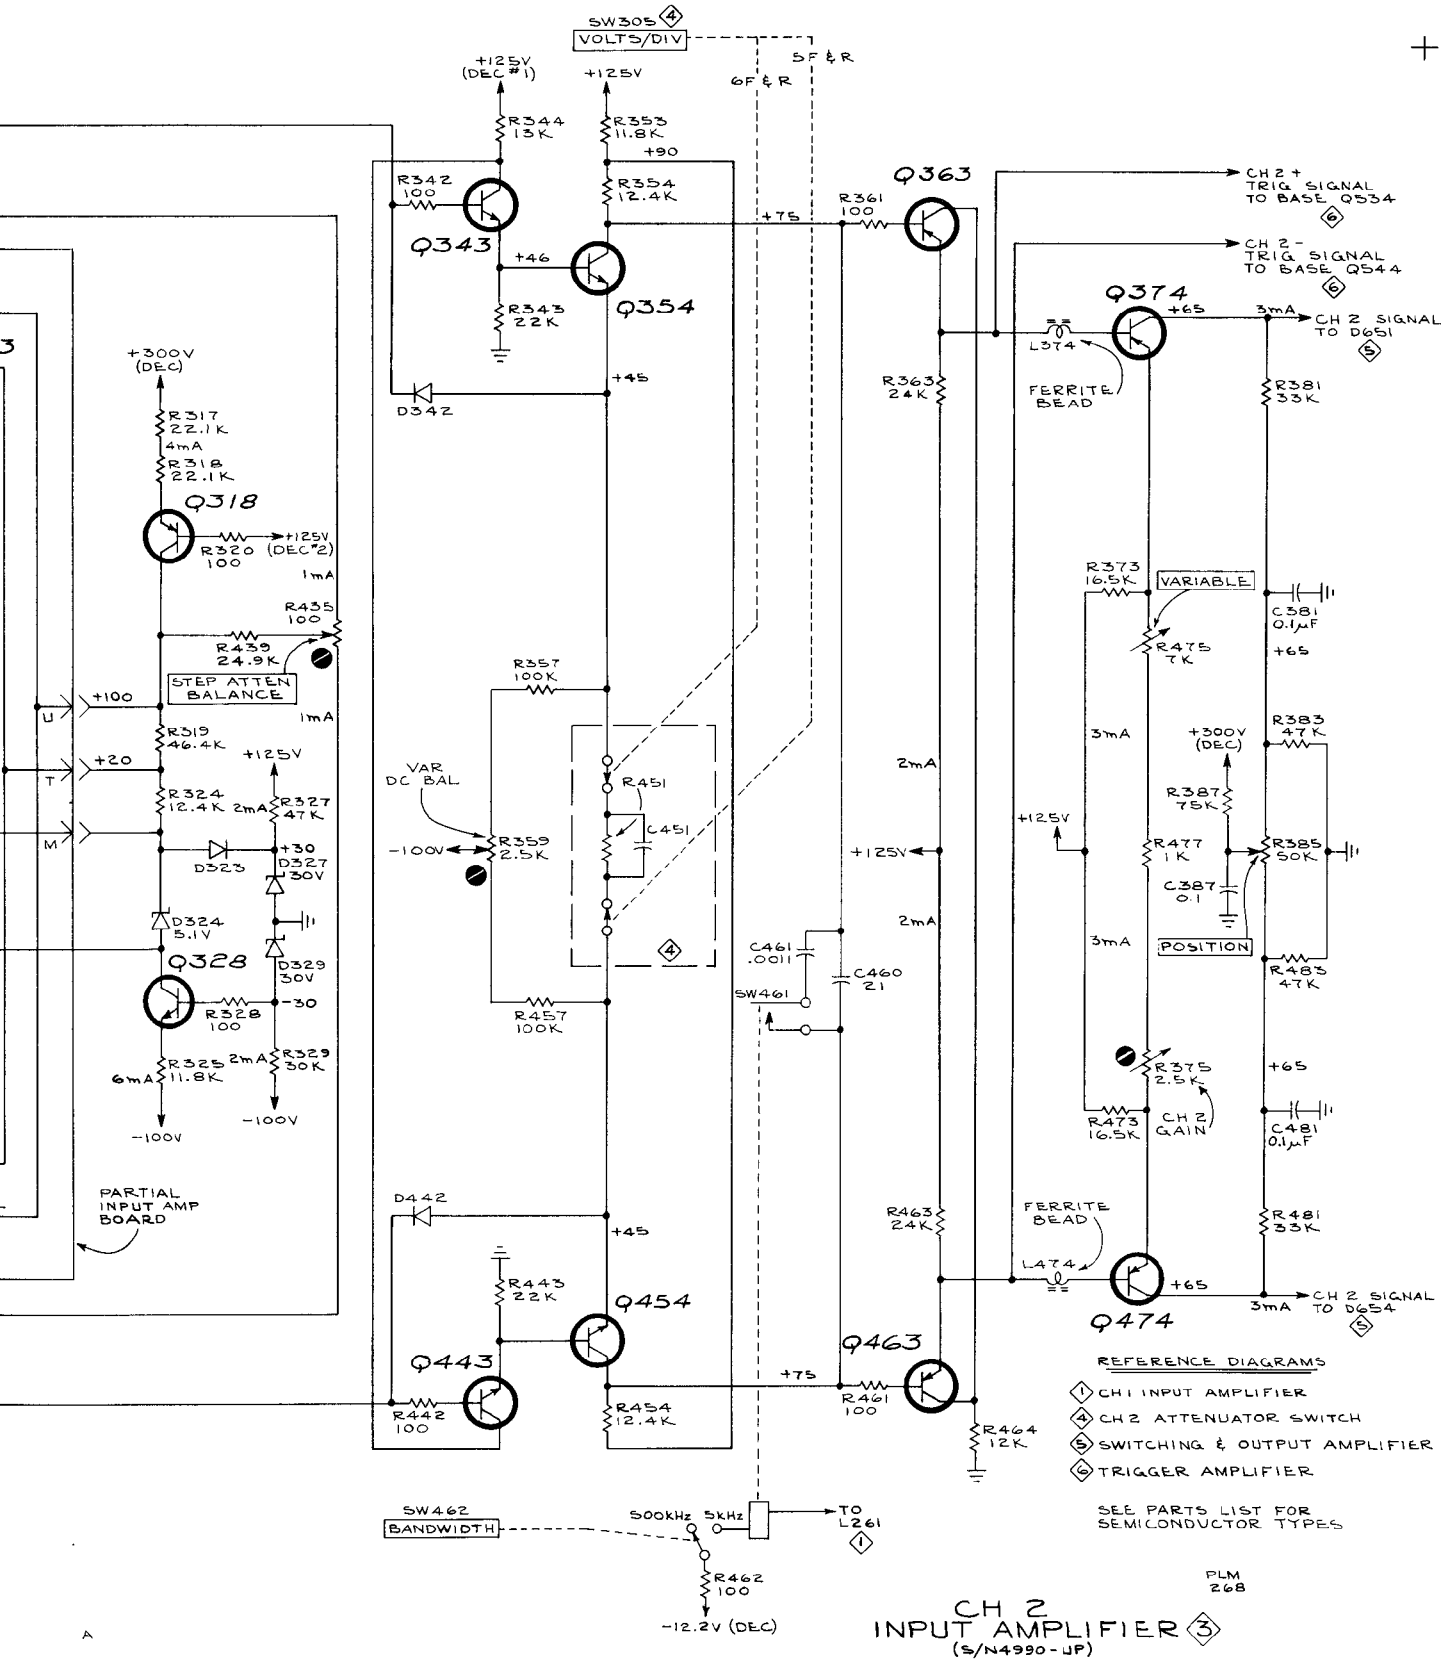 SW305 4
VOLTS/DIV
5F & R
6F & R
+125V
(DEC#1)
+125V
R344
13K
R353
11.8K
+90
R342
100
R354
12.4K
Q343
+46
+75
R343
22K
Q354
R361
100
Q363
CH 2 +
TRIG SIGNAL
TO BASE Q534
6
CH 2 -
TRIG SIGNAL
TO BASE Q544
6
Q374
+65
3mA
CH 2 SIGNAL
TO D651
5
L374
FERRITE
BEAD
R363
24K
R381
33K
3
+300V
(DEC)
R317
22.1K
4mA
R318
22.1K
Q318
R320
100
+125V
(DEC#2)
1mA
R435
100
R439
24.9K
STEP ATTEN
BALANCE
1mA
D342
+45
U
+100
R319
46.4K
T
+20
+125V
R324
12.4K
2mA
R327
47K
M
D323
+30
D327
30V
D324
5.1V
Q328
D329
30V
R328
100
-30
R325
11.8K
6mA
2mA
R329
30K
-100V
-100V
PARTIAL
INPUT AMP
BOARD
R357
100K
VAR
DC BAL
-100V
R359
2.5K
R451
C451
4
R457
100K
2mA
+125V
2mA
C461
.0011
C460
21
SW461
R373
16.5K
VARIABLE
R475
7K
C381
0.1µF
+65
3mA
+300V
(DEC)
R383
47K
R387
75K
+125V
R477
1K
R385
50K
C387
0.1
3mA
POSITION
R483
47K
R375
2.5K
+65
R473
16.5K
CH 2
GAIN
C481
0.1µF
D442
+45
R443
22K
Q454
Q443
R442
100
R454
12.4K
+75
Q463
R461
100
R463
24K
FERRITE
BEAD
L474
R481
33K
+65
3mA
CH 2 SIGNAL
TO D654
5
Q474
R464
12K
REFERENCE DIAGRAMS
1 CH 1 INPUT AMPLIFIER
4 CH 2 ATTENUATOR SWITCH
5 SWITCHING & OUTPUT AMPLIFIER
6 TRIGGER AMPLIFIER
SEE PARTS LIST FOR
SEMICONDUCTOR TYPES
SW462
BANDWIDTH
500KHz
5KHz
TO
L261
1
R462
100
-12.2V (DEC)
PLM
268
CH 2
INPUT AMPLIFIER 3
(S/N4990-UP)
A